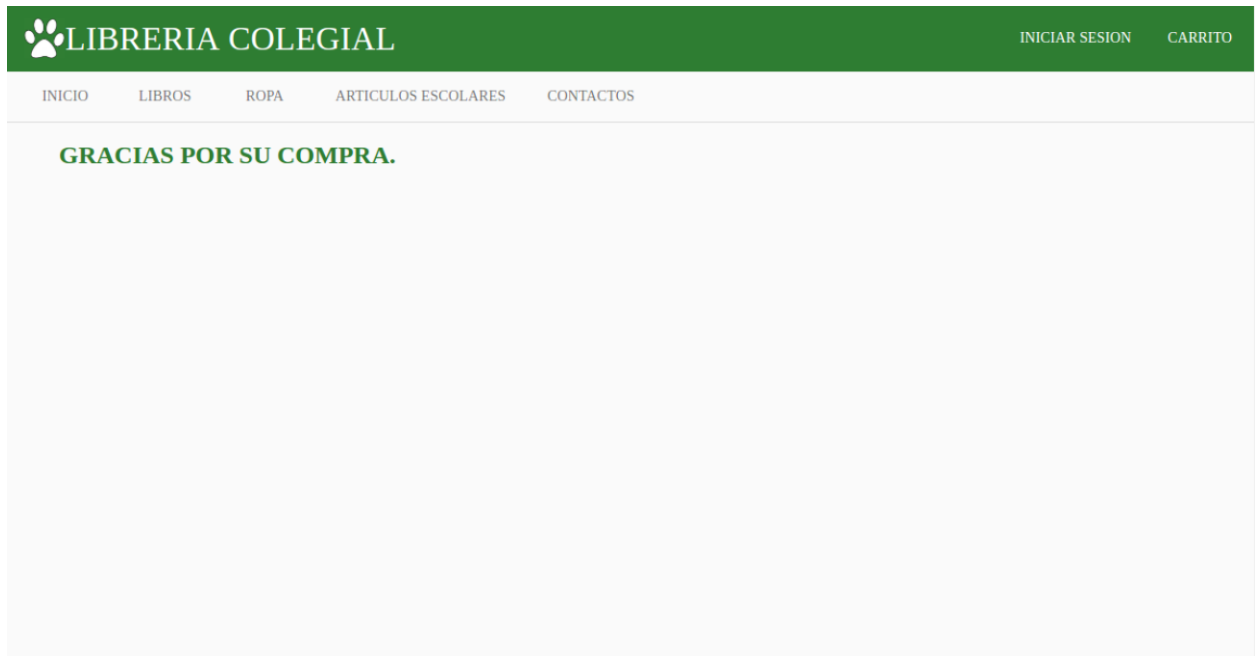 LIBRERIA COLEGIAL INICIAR SESION CARRITO
INICIO LIBROS ROPA ARTICULOS ESCOLARES CONTACTOS
GRACIAS POR SU COMPRA.